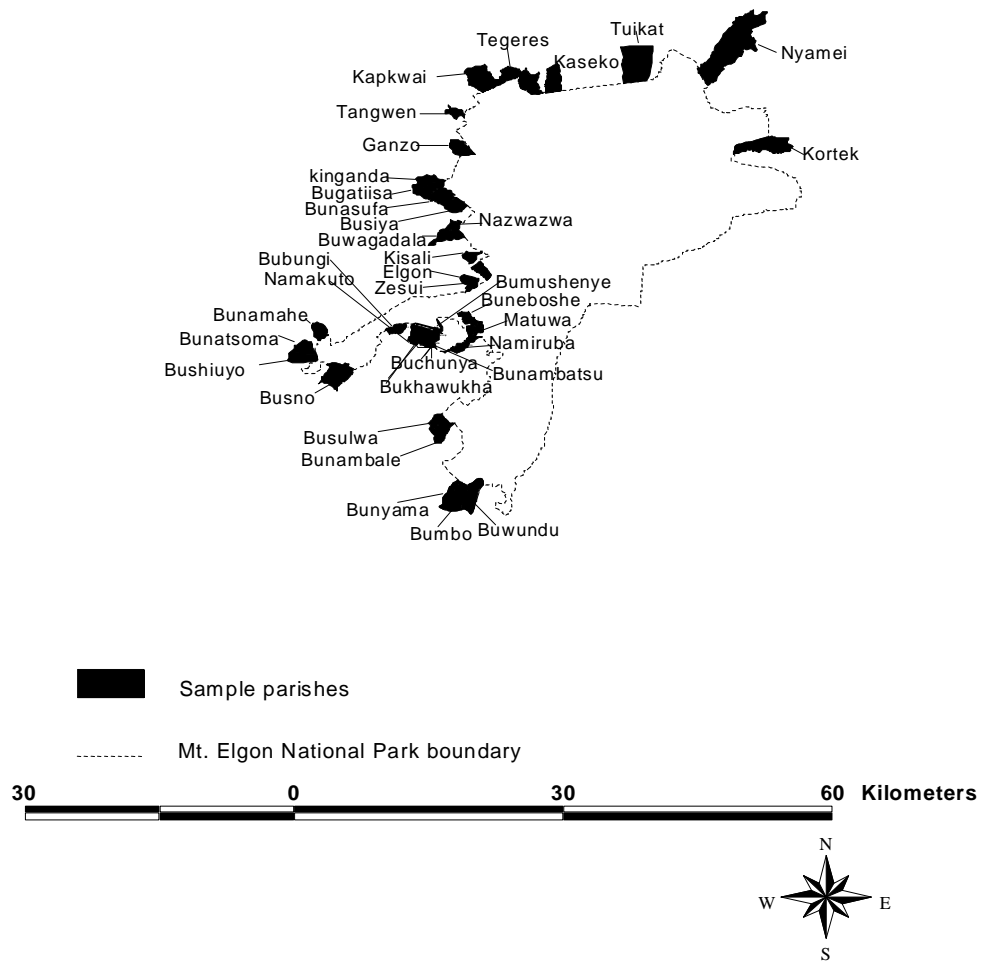 Tuikat
Tegeres
Nyamei
Kaseko
Kapkwai
Tangwen
Ganzo
Kortek
kinganda
Bugatiisa
Bunasufa
Nazwazwa
Busiya
Buwagadala
Bubungi
Kisali
Elgon
Namakuto
Bumushenye
Zesui
Buneboshe
Bunamahe
Matuwa
Bunatsoma
Namiruba
Buchunya
Bushiuyo
Bunambatsu
Bukhawukha
Busno
Busulwa
Bunambale
Bunyama
Buwundu
Bumbo
Sample parishes
Mt. Elgon National Park boundary
30 0 30 60 Kilometers
N
W E
S